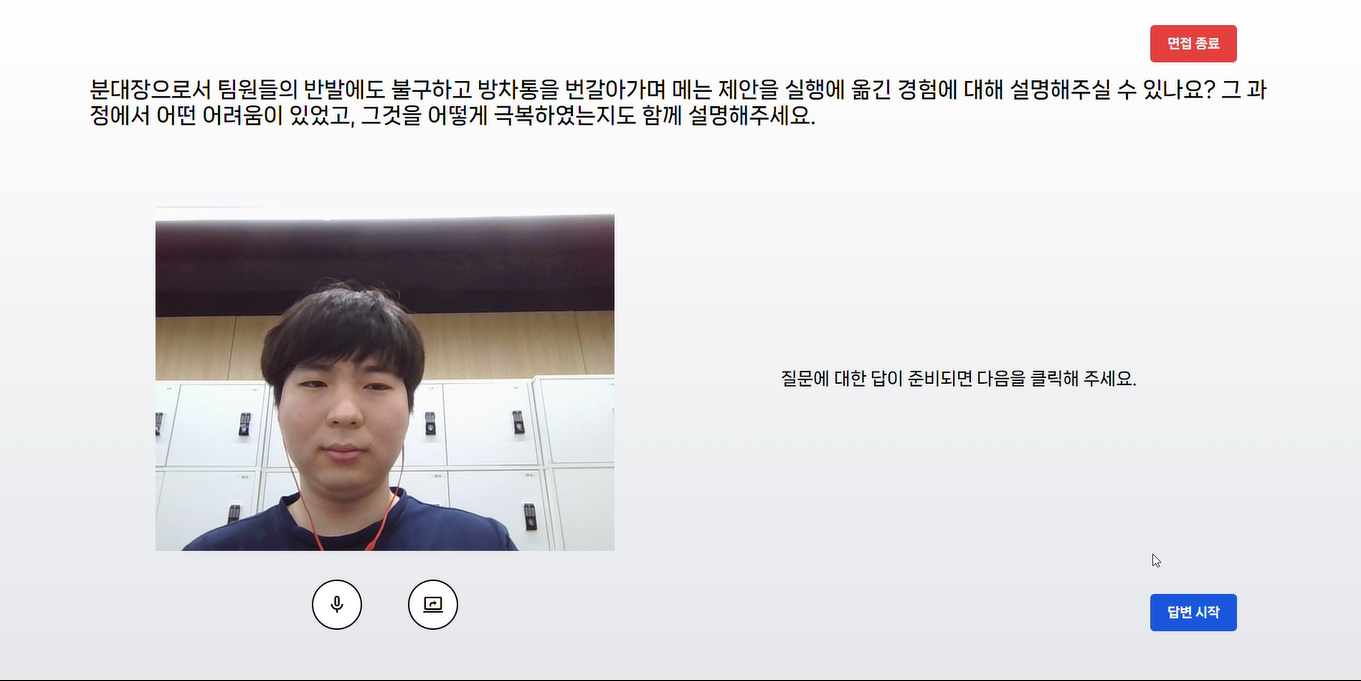 면접 종료
분대장으로서 팀원들의 반발에도 불구하고 방차통을 번갈아가며 메는 제안을 실행에 옮긴 경험에 대해 설명해주실 수 있나요? 그 과
정에서 어떤 어려움이 있었고, 그것을 어떻게 극복하였는지도 함께 설명해주세요.
질문에 대한 답이 준비되면 다음을 클릭해 주세요.
답변 시작